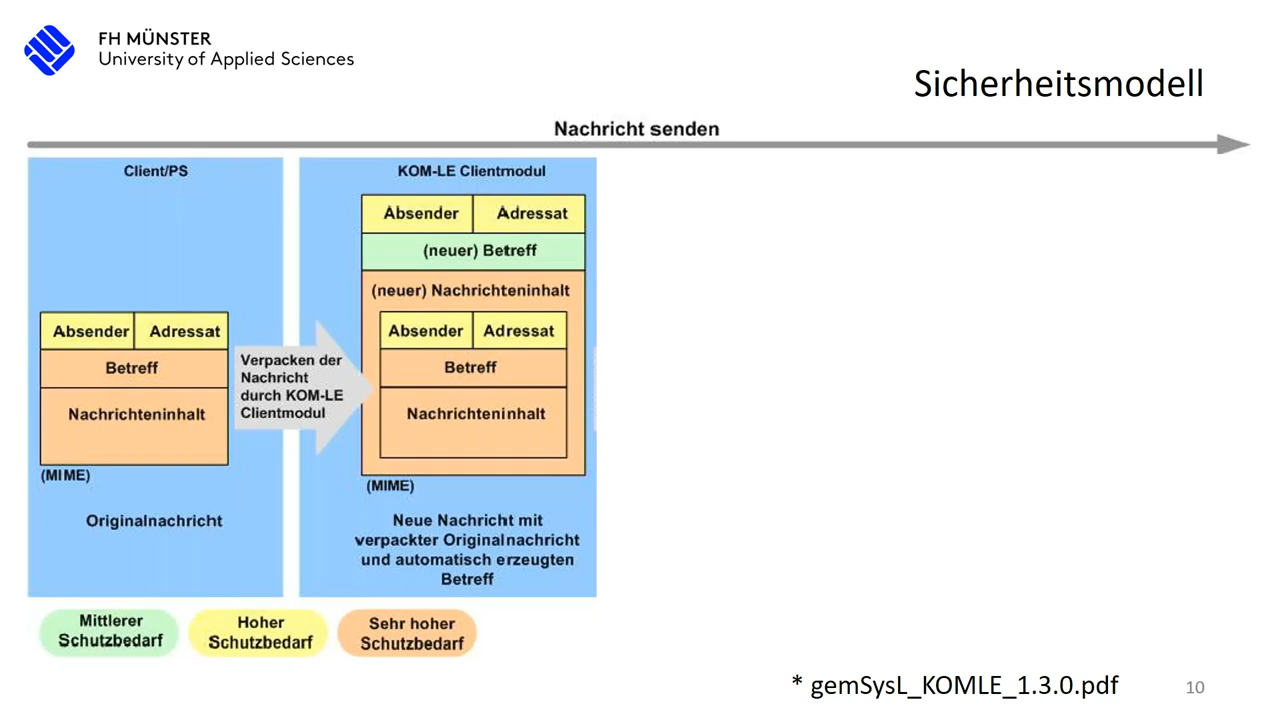 FH MÜNSTER
University of Applied Sciences
Sicherheitsmodell
Nachricht senden
Client/PS
Absender
Adressat
Betreff
Nachrichteninhalt
(MIME)
Originalnachricht
Verpacken der
Nachricht
durch KOM-LE
Clientmodul
KOM-LE Clientmodul
Absender
Adressat
(neuer) Betreff
(neuer) Nachrichteninhalt
Absender
Adressat
Betreff
Nachrichteninhalt
(MIME)
Neue Nachricht mit
verpackter Originalnachricht
und automatisch erzeugten
Betreff
Mittlerer
Schutzbedarf
Hoher
Schutzbedarf
Sehr hoher
Schutzbedarf
* gemSysL_KOMLE_1.3.0.pdf
10